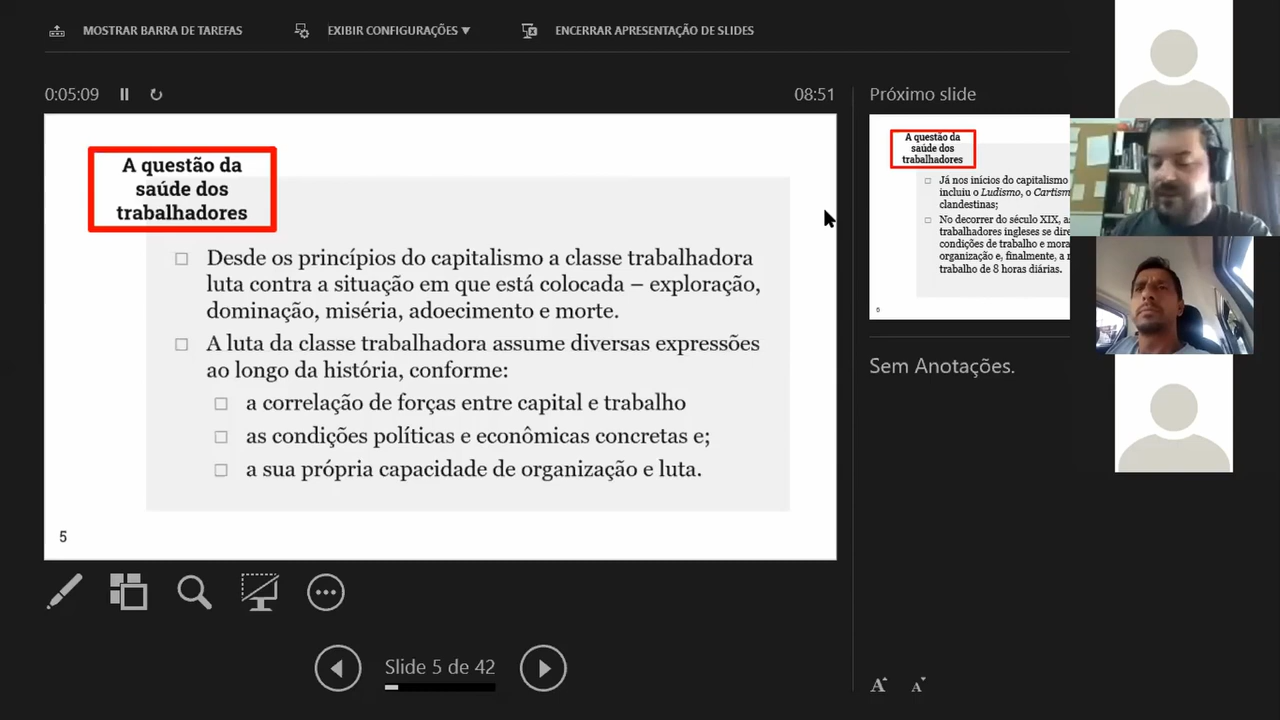 MOSTRAR BARRA DE TAREFAS
EXIBIR CONFIGURAÇÕES ▼
ENCERRAR APRESENTAÇÃO DE SLIDES
0:05:09
08:51
A questão da
saúde dos
trabalhadores
Desde os princípios do capitalismo a classe trabalhadora
luta contra a situação em que está colocada – exploração,
dominação, miséria, adoecimento e morte.
A luta da classe trabalhadora assume diversas expressões
ao longo da história, conforme:
a correlação de forças entre capital e trabalho
as condições políticas e econômicas concretas e;
a sua própria capacidade de organização e luta.
5
Slide 5 de 42
Próximo slide
A questão da
saúde dos
trabalhadores
Já nos inícios do capitalismo
incluiu o Ludismo, o Cartism
clandestinas;
No decorrer do século XIX, a
trabalhadores ingleses se dire
condições de trabalho e mora
organização e, finalmente, a r
trabalho de 8 horas diárias.
6
Sem Anotações.
A A